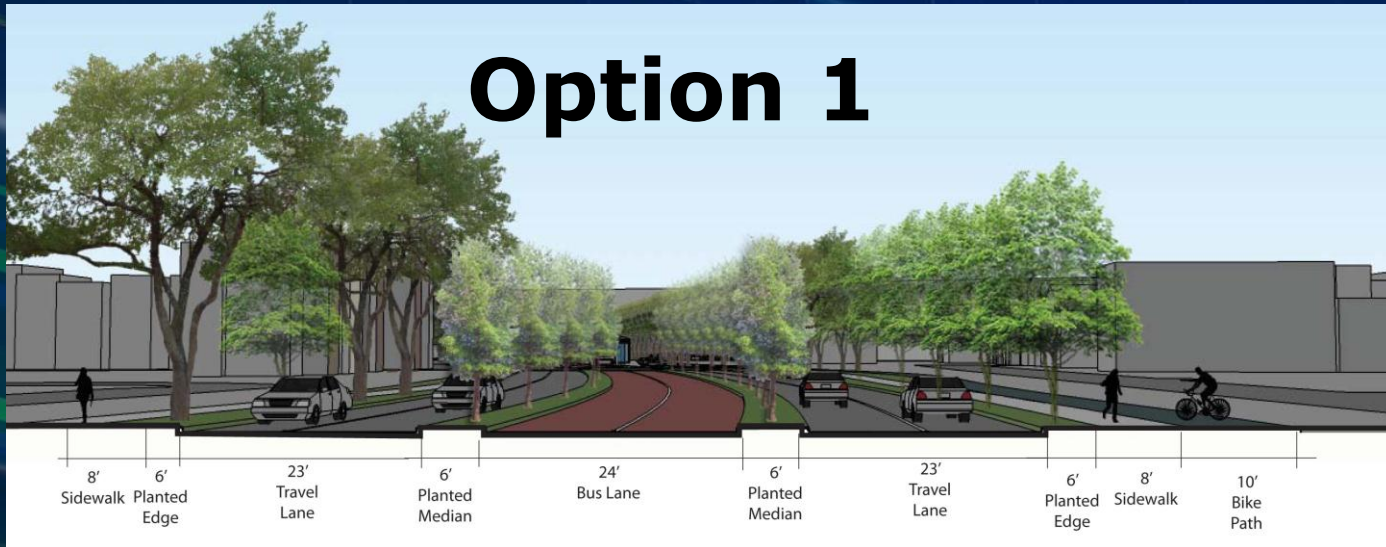 Option 1
8’
Sidewalk
6’
Planted
Edge
23’
Travel
Lane
6’
Planted
Median
24’
Bus Lane
6’
Planted
Median
23’
Travel
Lane
6’
Planted
Edge
8’
Sidewalk
10’
Bike
Path